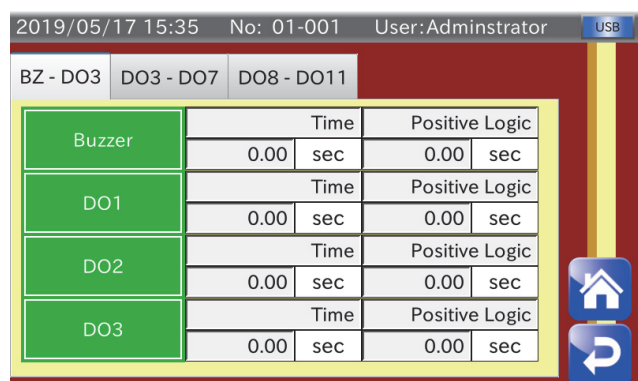 2019/05/17 15:35 No: 01-001 User:Adminstrator USB
BZ - DO3 DO3 - DO7 DO8 - DO11
Buzzer Time Positive Logic
0.00 sec 0.00 sec
DO1 Time Positive Logic
0.00 sec 0.00 sec
DO2 Time Positive Logic
0.00 sec 0.00 sec
DO3 Time Positive Logic
0.00 sec 0.00 sec